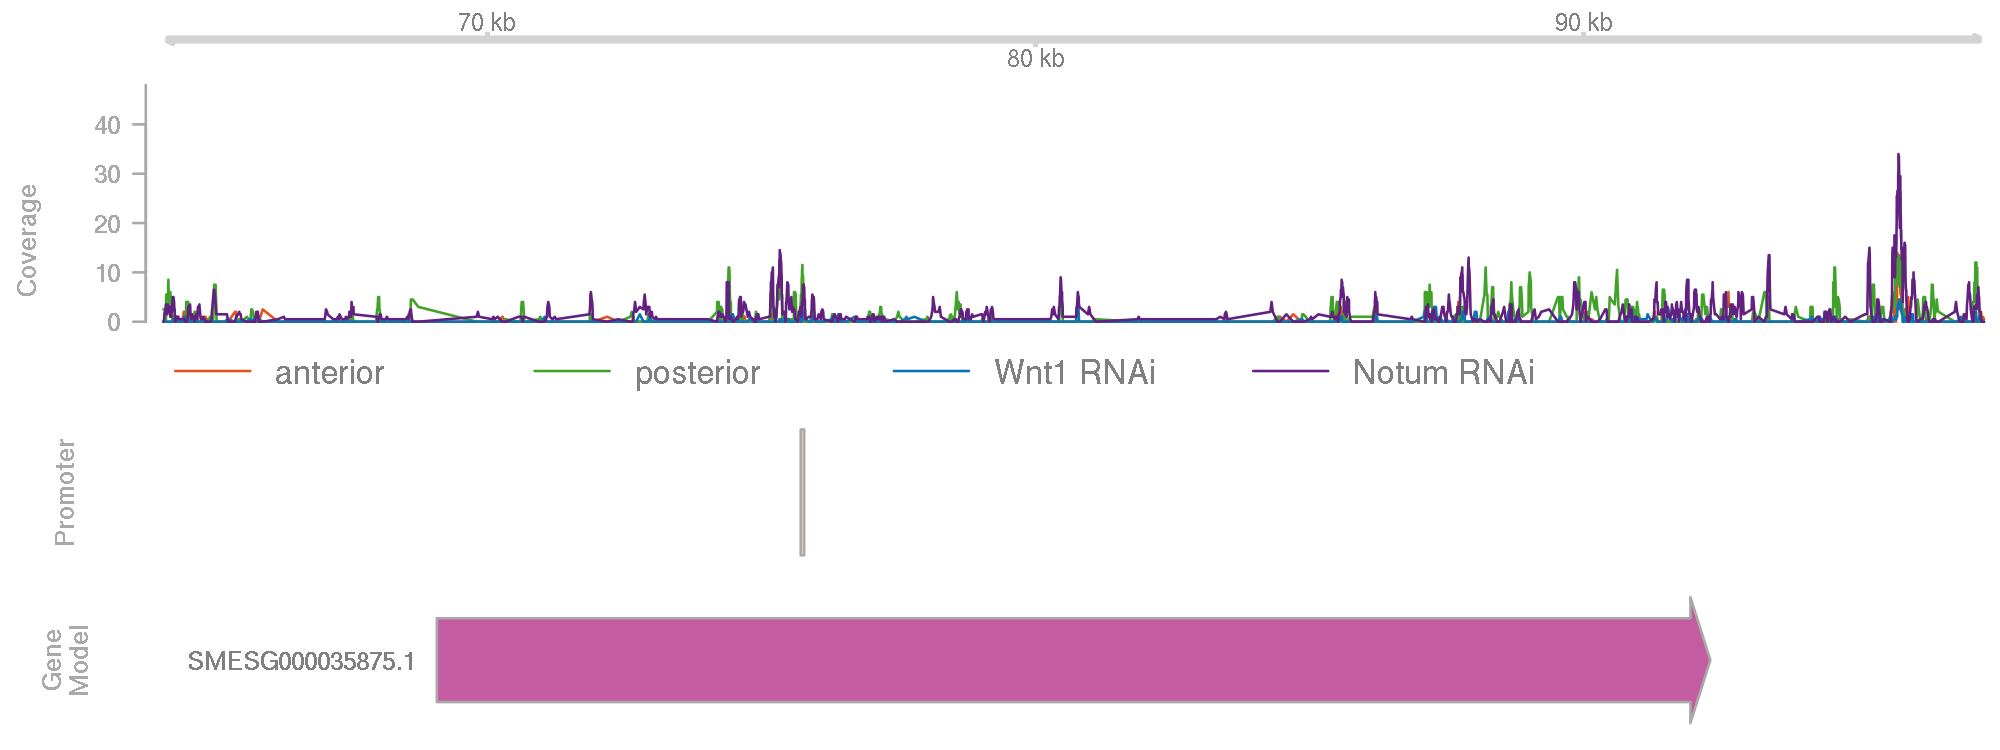 70 kb
90 kb
80 kb
Coverage
40
30
20
10
0
anterior posterior Wnt1 RNAi Notum RNAi
Promoter
Gene
Model
SMESG000035875.1